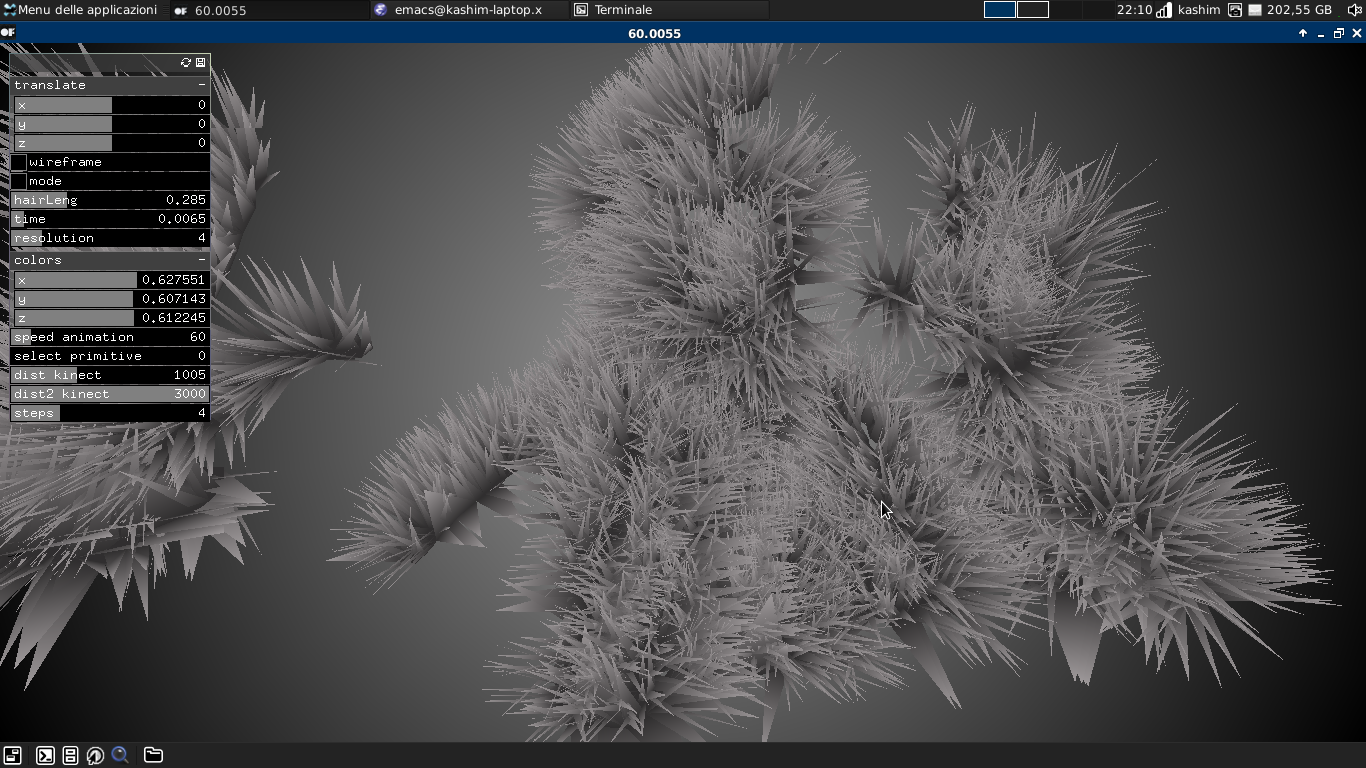 Menu delle applicazioni OF 60.0055 emacs@kashim-laptop.x Terminale 22:10 kashim 202,55 GB
OF 60.0055
translate −
x 0
y 0
z 0
wireframe
mode
hairLeng 0.285
time 0.0065
resolution 4
colors −
x 0.627551
y 0.607143
z 0.612245
speed animation 60
select primitive 0
dist kinect 1005
dist2 kinect 3000
steps 4